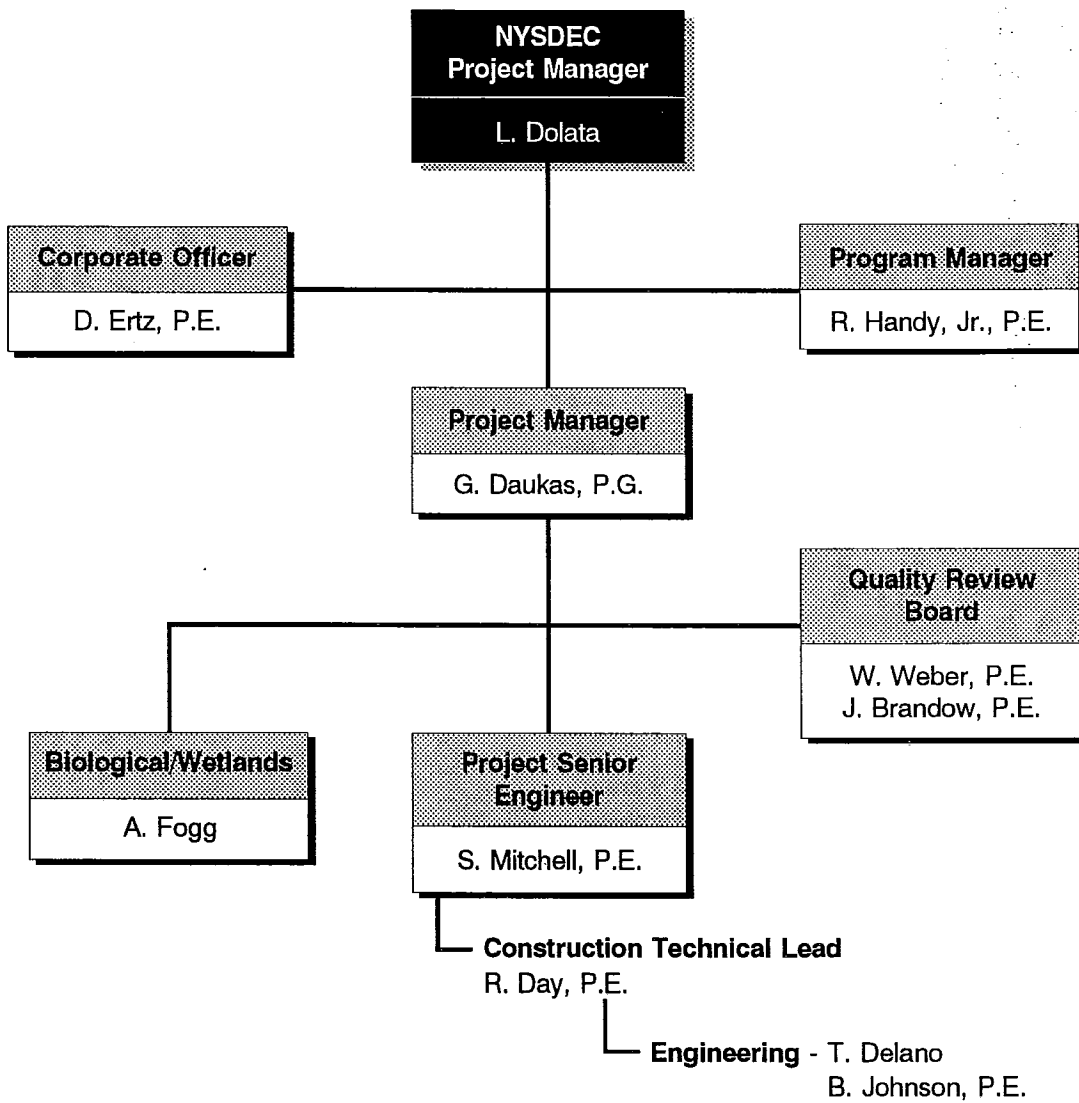 NYSDEC
Project Manager
L. Dolata
Corporate Officer
D. Ertz, P.E.
Program Manager
R. Handy, Jr., P.E.
Project Manager
G. Daukas, P.G.
Quality Review
Board
W. Weber, P.E.
J. Brandow, P.E.
Biological/Wetlands
A. Fogg
Project Senior
Engineer
S. Mitchell, P.E.
Construction Technical Lead
R. Day, P.E.
Engineering - T. Delano
B. Johnson, P.E.